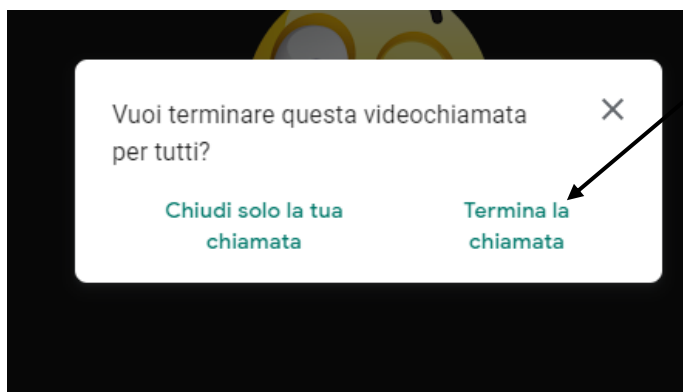 Vuoi terminare questa videochiamata
per tutti?
Chiudi solo la tua
chiamata
Termina la
chiamata